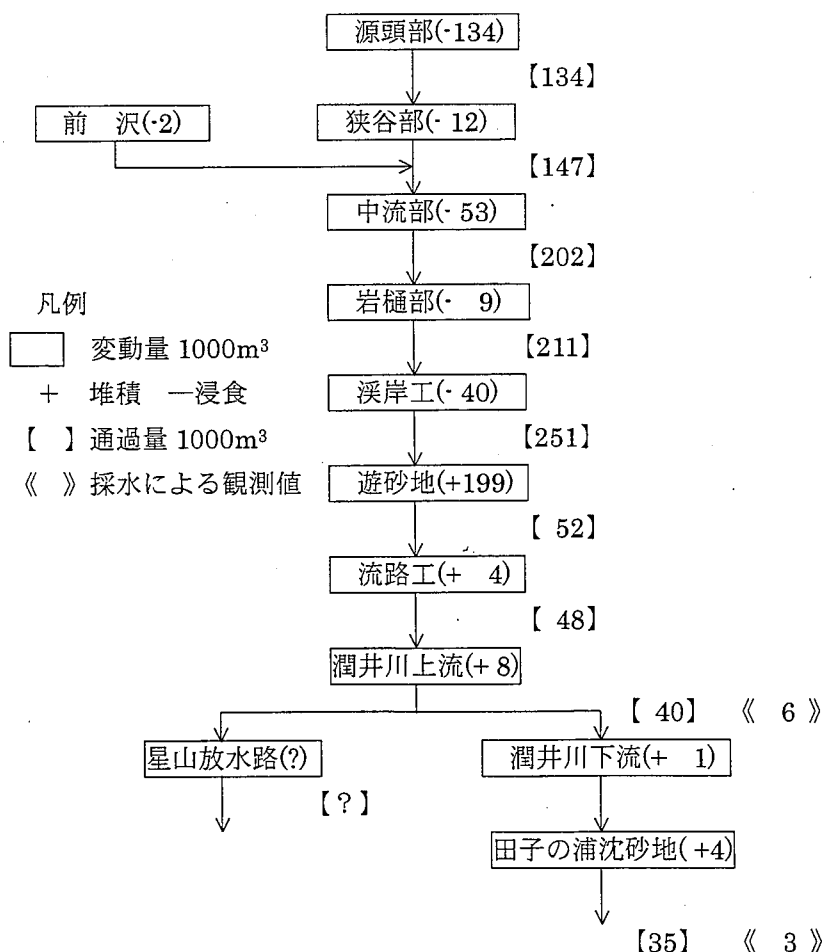 源頭部(-134)
【134】
前　沢(-2)
狭谷部(- 12)
【147】
中流部(- 53)
【202】
岩樋部(-　9)
【211】
渓岸工(- 40)
【251】
遊砂地(+199)
【 52】
流路工(+　4)
【 48】
潤井川上流(+ 8)
【 40】　《　6 》
星山放水路(?)
潤井川下流(+　1)
【 ? 】
田子の浦沈砂地( +4)
【35】　《　3 》
凡例
変動量 1000m³
+　堆積　—浸食
【　】通過量 1000m³
《　》採水による観測値